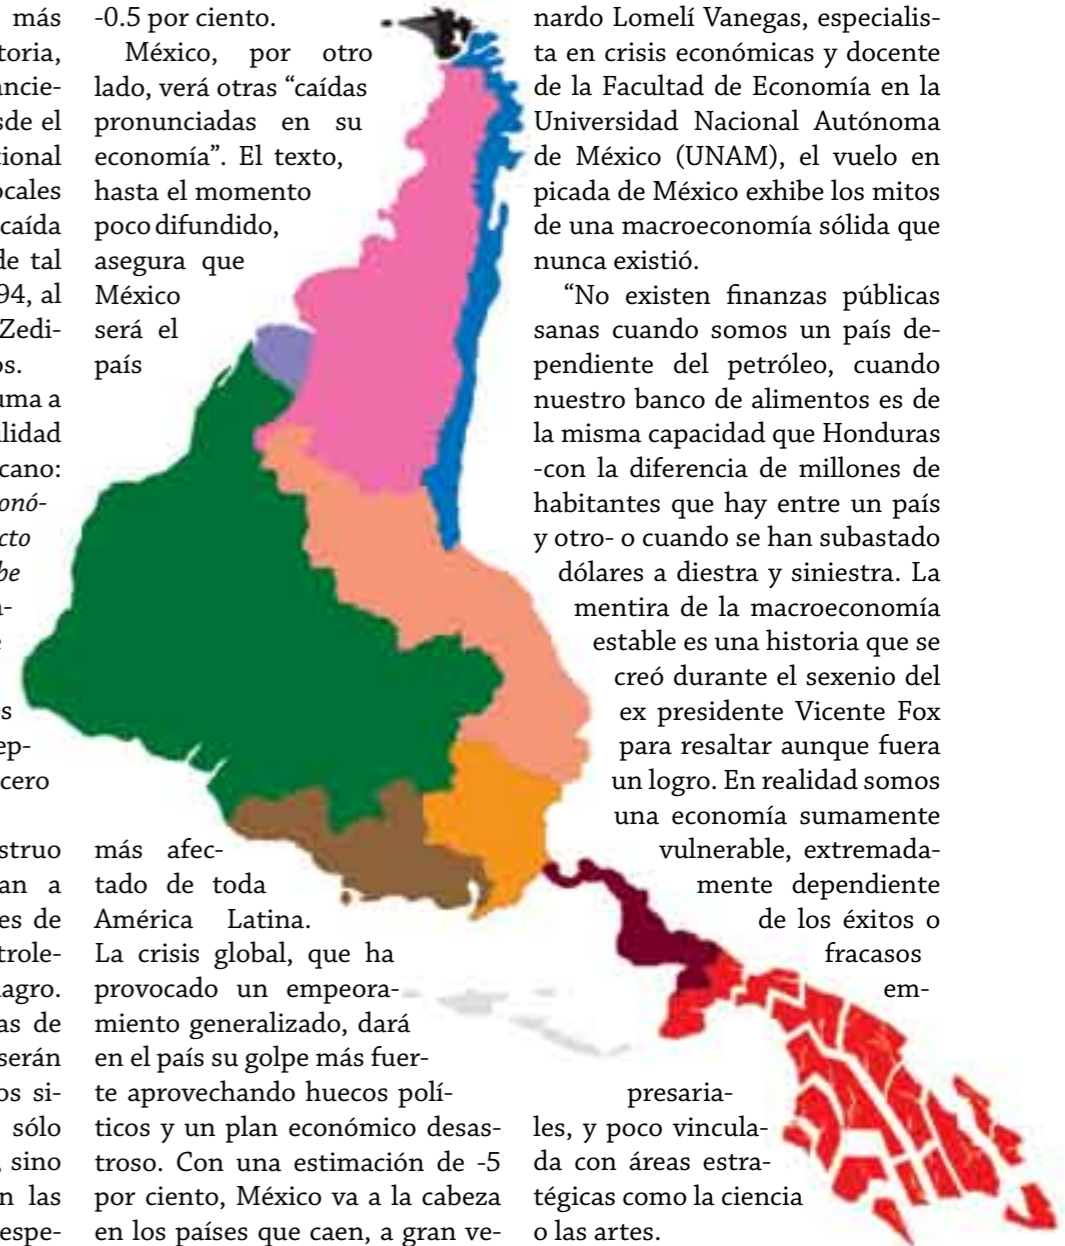 más
toria,
ncie-
sde el
cional
ocales
caída
de tal
94, al
Zedi-
os.
uma a
ilidad
cano:
onó-
cto
be
a-
e
s
ep-
cero
struo
an a
es de
trole-
agro.
as de
serán
os si-
sólo
, sino
n las
espe-
-0.5 por ciento.
México, por otro
lado, verá otras “caídas
pronunciadas en su
economía”. El texto,
hasta el momento
poco difundido,
asegura que
México
será el
país
más afec-
tado de toda
América Latina.
La crisis global, que ha
provocado un empeora-
miento generalizado, dará
en el país su golpe más fuer-
te aprovechando huecos polí-
ticos y un plan económico desas-
troso. Con una estimación de -5
por ciento, México va a la cabeza
en los países que caen, a gran ve-
nardo Lomelí Vanegas, especialis-
ta en crisis económicas y docente
de la Facultad de Economía en la
Universidad Nacional Autónoma
de México (UNAM), el vuelo en
picada de México exhibe los mitos
de una macroeconomía sólida que
nunca existió.
“No existen finanzas públicas
sanas cuando somos un país de-
pendiente del petróleo, cuando
nuestro banco de alimentos es de
la misma capacidad que Honduras
-con la diferencia de millones de
habitantes que hay entre un país
y otro- o cuando se han subastado
dólares a diestra y siniestra. La
mentira de la macroeconomía
estable es una historia que se
creó durante el sexenio del
ex presidente Vicente Fox
para resaltar aunque fuera
un logro. En realidad somos
una economía sumamente
vulnerable, extremada-
mente dependiente
de los éxitos o
fracasos
em-
presaria-
les, y poco vincula-
da con áreas estra-
tégicas como la ciencia
o las artes.